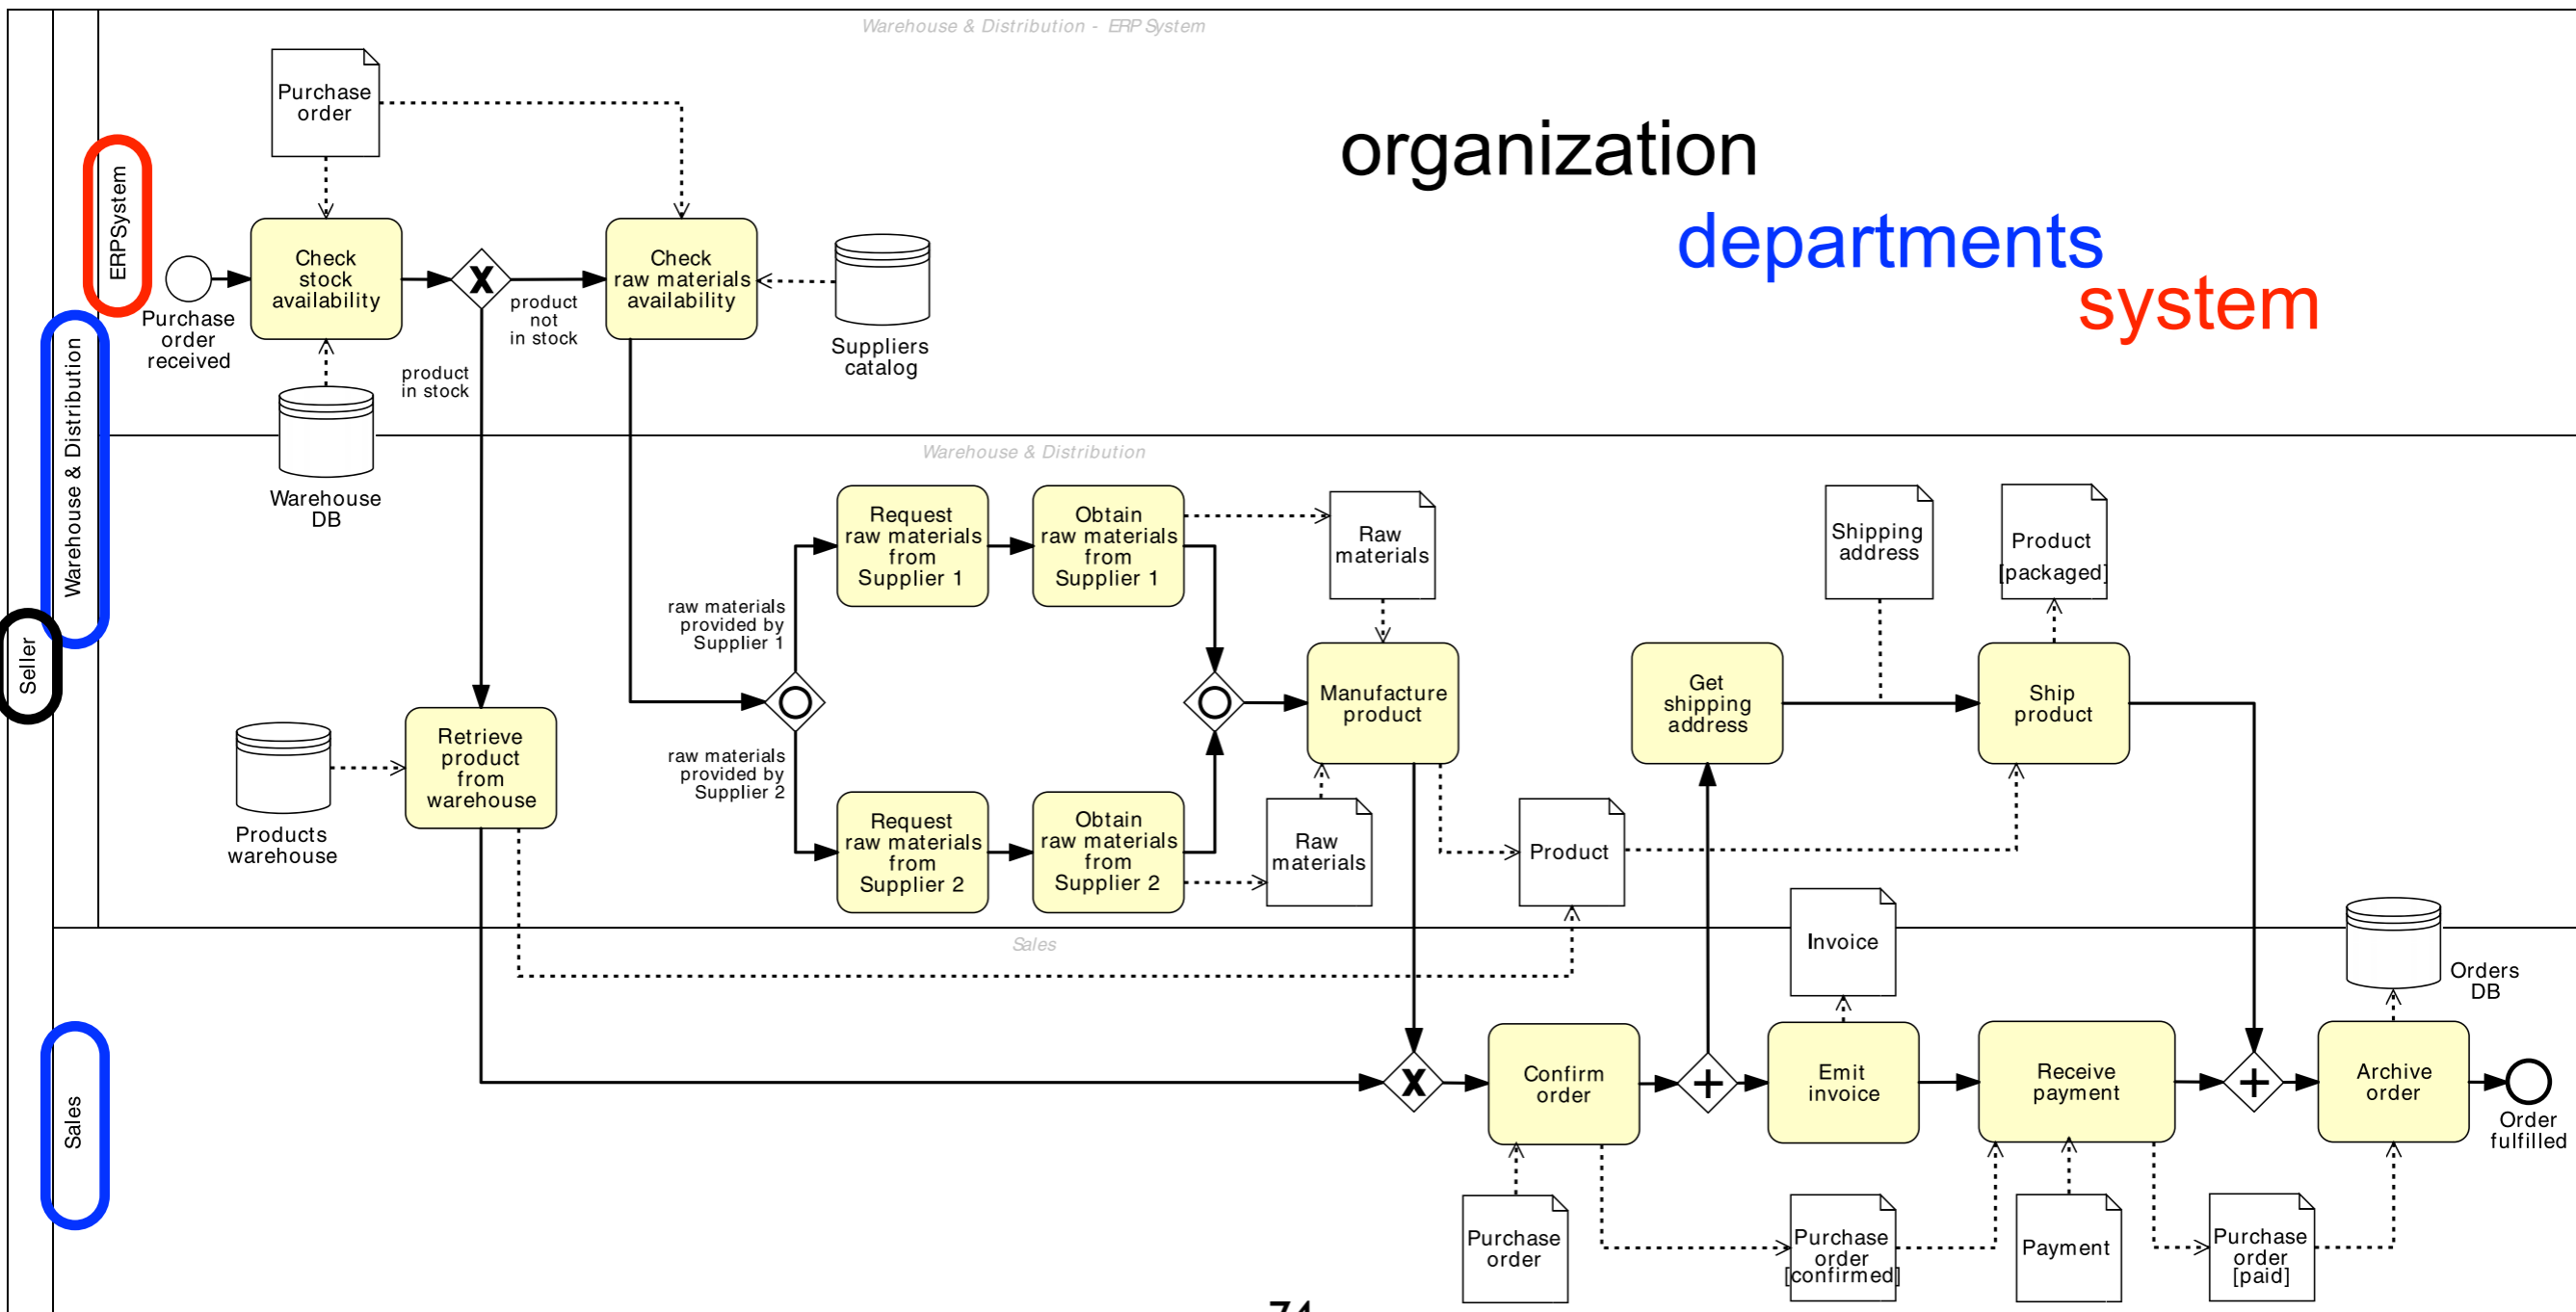 Warehouse & Distribution - ERP System
Purchase
order
organization
departments
system
ERPSystem
Check
stock
availability
Check
raw materials
availability
product
not
in stock
Purchase
order
received
product
in stock
Suppliers
catalog
Warehouse & Distribution
Warehouse
DB
Warehouse & Distribution
Request
raw materials
from
Supplier 1
Obtain
raw materials
from
Supplier 1
Raw
materials
Shipping
address
Product
[packaged]
raw materials
provided by
Supplier 1
Seller
Manufacture
product
Get
shipping
address
Ship
product
Retrieve
product
from
warehouse
raw materials
provided by
Supplier 2
Products
warehouse
Request
raw materials
from
Supplier 2
Obtain
raw materials
from
Supplier 2
Raw
materials
Product
Invoice
Sales
Orders
DB
Sales
Confirm
order
Emit
invoice
Receive
payment
Archive
order
Order
fulfilled
Purchase
order
Purchase
order
[confirmed]
Payment
Purchase
order
[paid]
74